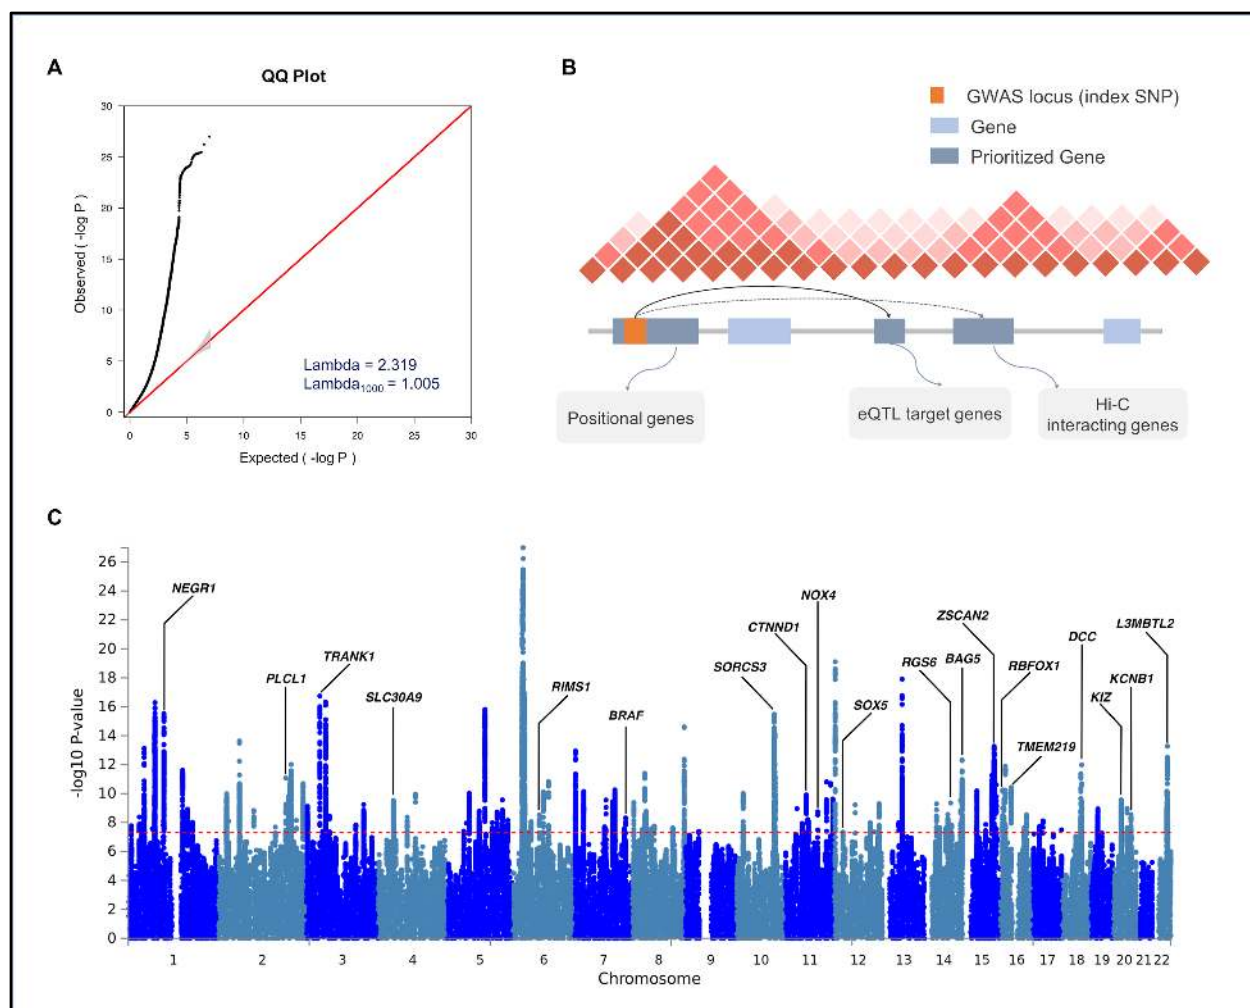 A
QQ Plot
30
25
20
15
10
5
0
Observed ( -log P )
Lambda = 2.319
Lambda1000 = 1.005
0 5 10 15 20 25 30
Expected ( -log P )
B
GWAS locus (index SNP)
Gene
Prioritized Gene
Positional genes
eQTL target genes
Hi-C
interacting genes
C
-log10 P-value
26
24
22
20
18
16
14
12
10
8
6
4
2
0
NEGR1
PLCL1
TRANK1
SLC30A9
RIMS1
BRAF
SORCS3
CTNND1
NOX4
SOX5
RGS6
BAG5
ZSCAN2
RBFOX1
TMEM219
DCC
KIZ
KCNB1
L3MBTL2
1 2 3 4 5 6 7 8 9 10 11 12 13 14 15 16 17 18 19 20 21 22
Chromosome